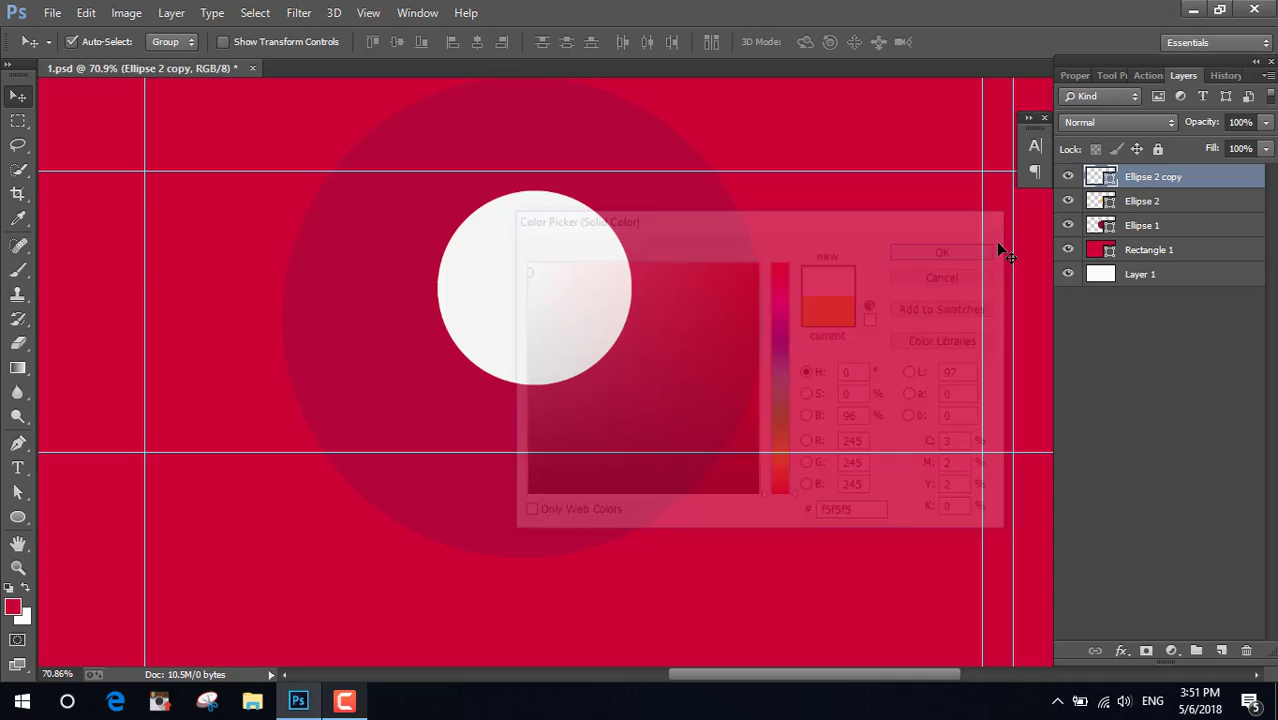 Ps File Edit Image Layer Type Select Filter 3D View Window Help
Auto-Select: Group Show Transform Controls 3D Mode: Essentials
1.psd @ 70.9% (Ellipse 2 copy, RGB/8) * ×
Proper Tool P Action Layers History
Kind
Normal Opacity: 100%
Lock: Fill: 100%
Ellipse 2 copy
Ellipse 2
Ellipse 1
Rectangle 1
Layer 1
Color Picker (Solid Color)
new
current
OK
Cancel
Add to Swatches
Color Libraries
H: 0 ° L: 97
S: 0 % a: 0
B: 96 % b: 0
R: 245 C: 3 %
G: 245 M: 2 %
B: 245 Y: 2 %
# f5f5f5 K: 0 %
Only Web Colors
70.86% Doc: 10.5M/0 bytes
fx
Ps ENG 3:51 PM
5/6/2018
5